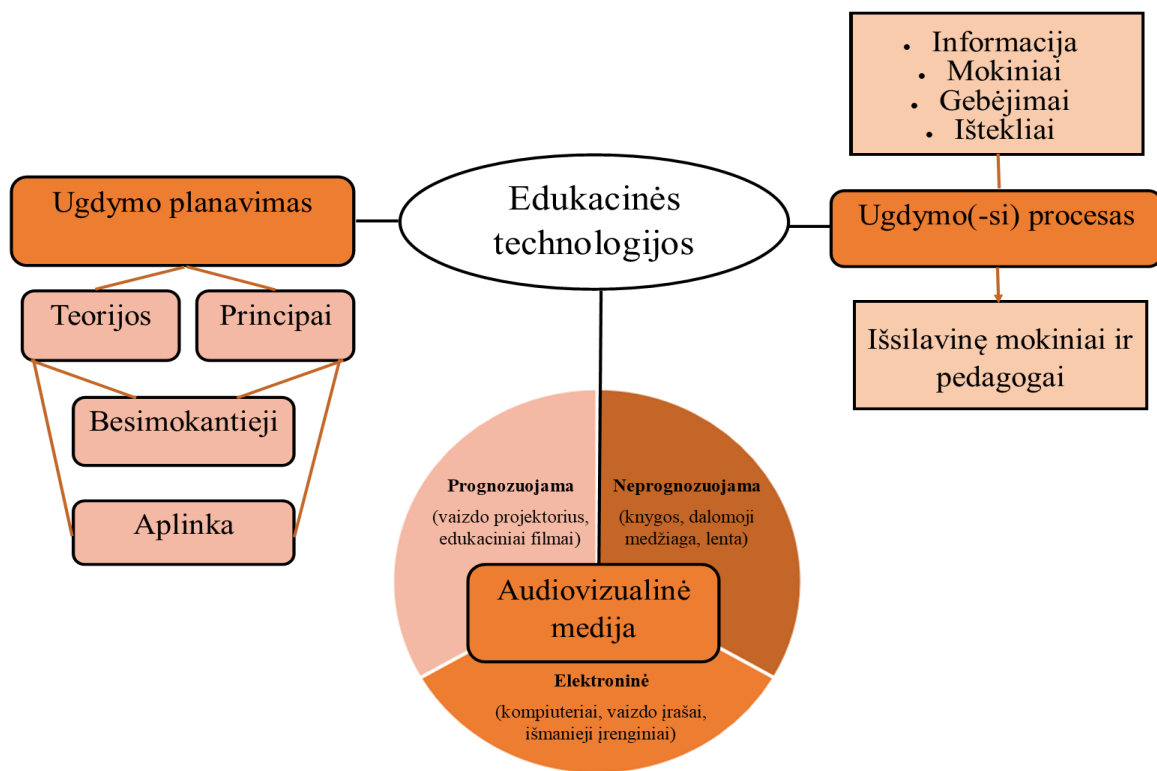 Edukacinės
technologijos
Ugdymo planavimas
Teorijos
Principai
Besimokantieji
Aplinka
• Informacija
• Mokiniai
• Gebėjimai
• Ištekliai
Ugdymo(-si) procesas
Išsilavinę mokiniai ir
pedagogai
Prognozuojama
(vaizdo projektorius,
edukaciniai filmai)
Neprognozuojama
(knygos, dalomoji
medžiaga, lenta)
Audiovizualinė
medija
Elektroninė
(kompiuteriai, vaizdo įrašai,
išmanieji įrenginiai)